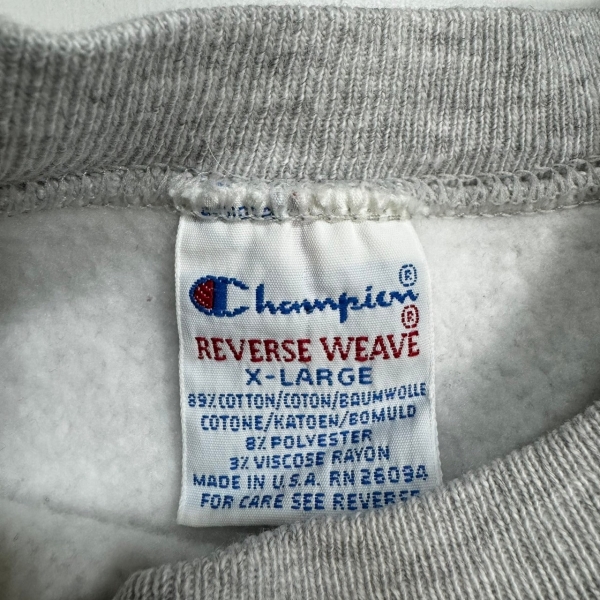 Champion®
®
REVERSE WEAVE
X-LARGE
89%COTTON/COTON/BAUMWOLLE
COTONE/KATOEN/BOMULD
8% POLYESTER
3% VISCOSE RAYON
MADE IN U.S.A. RN 26094
FOR CARE SEE REVERSE